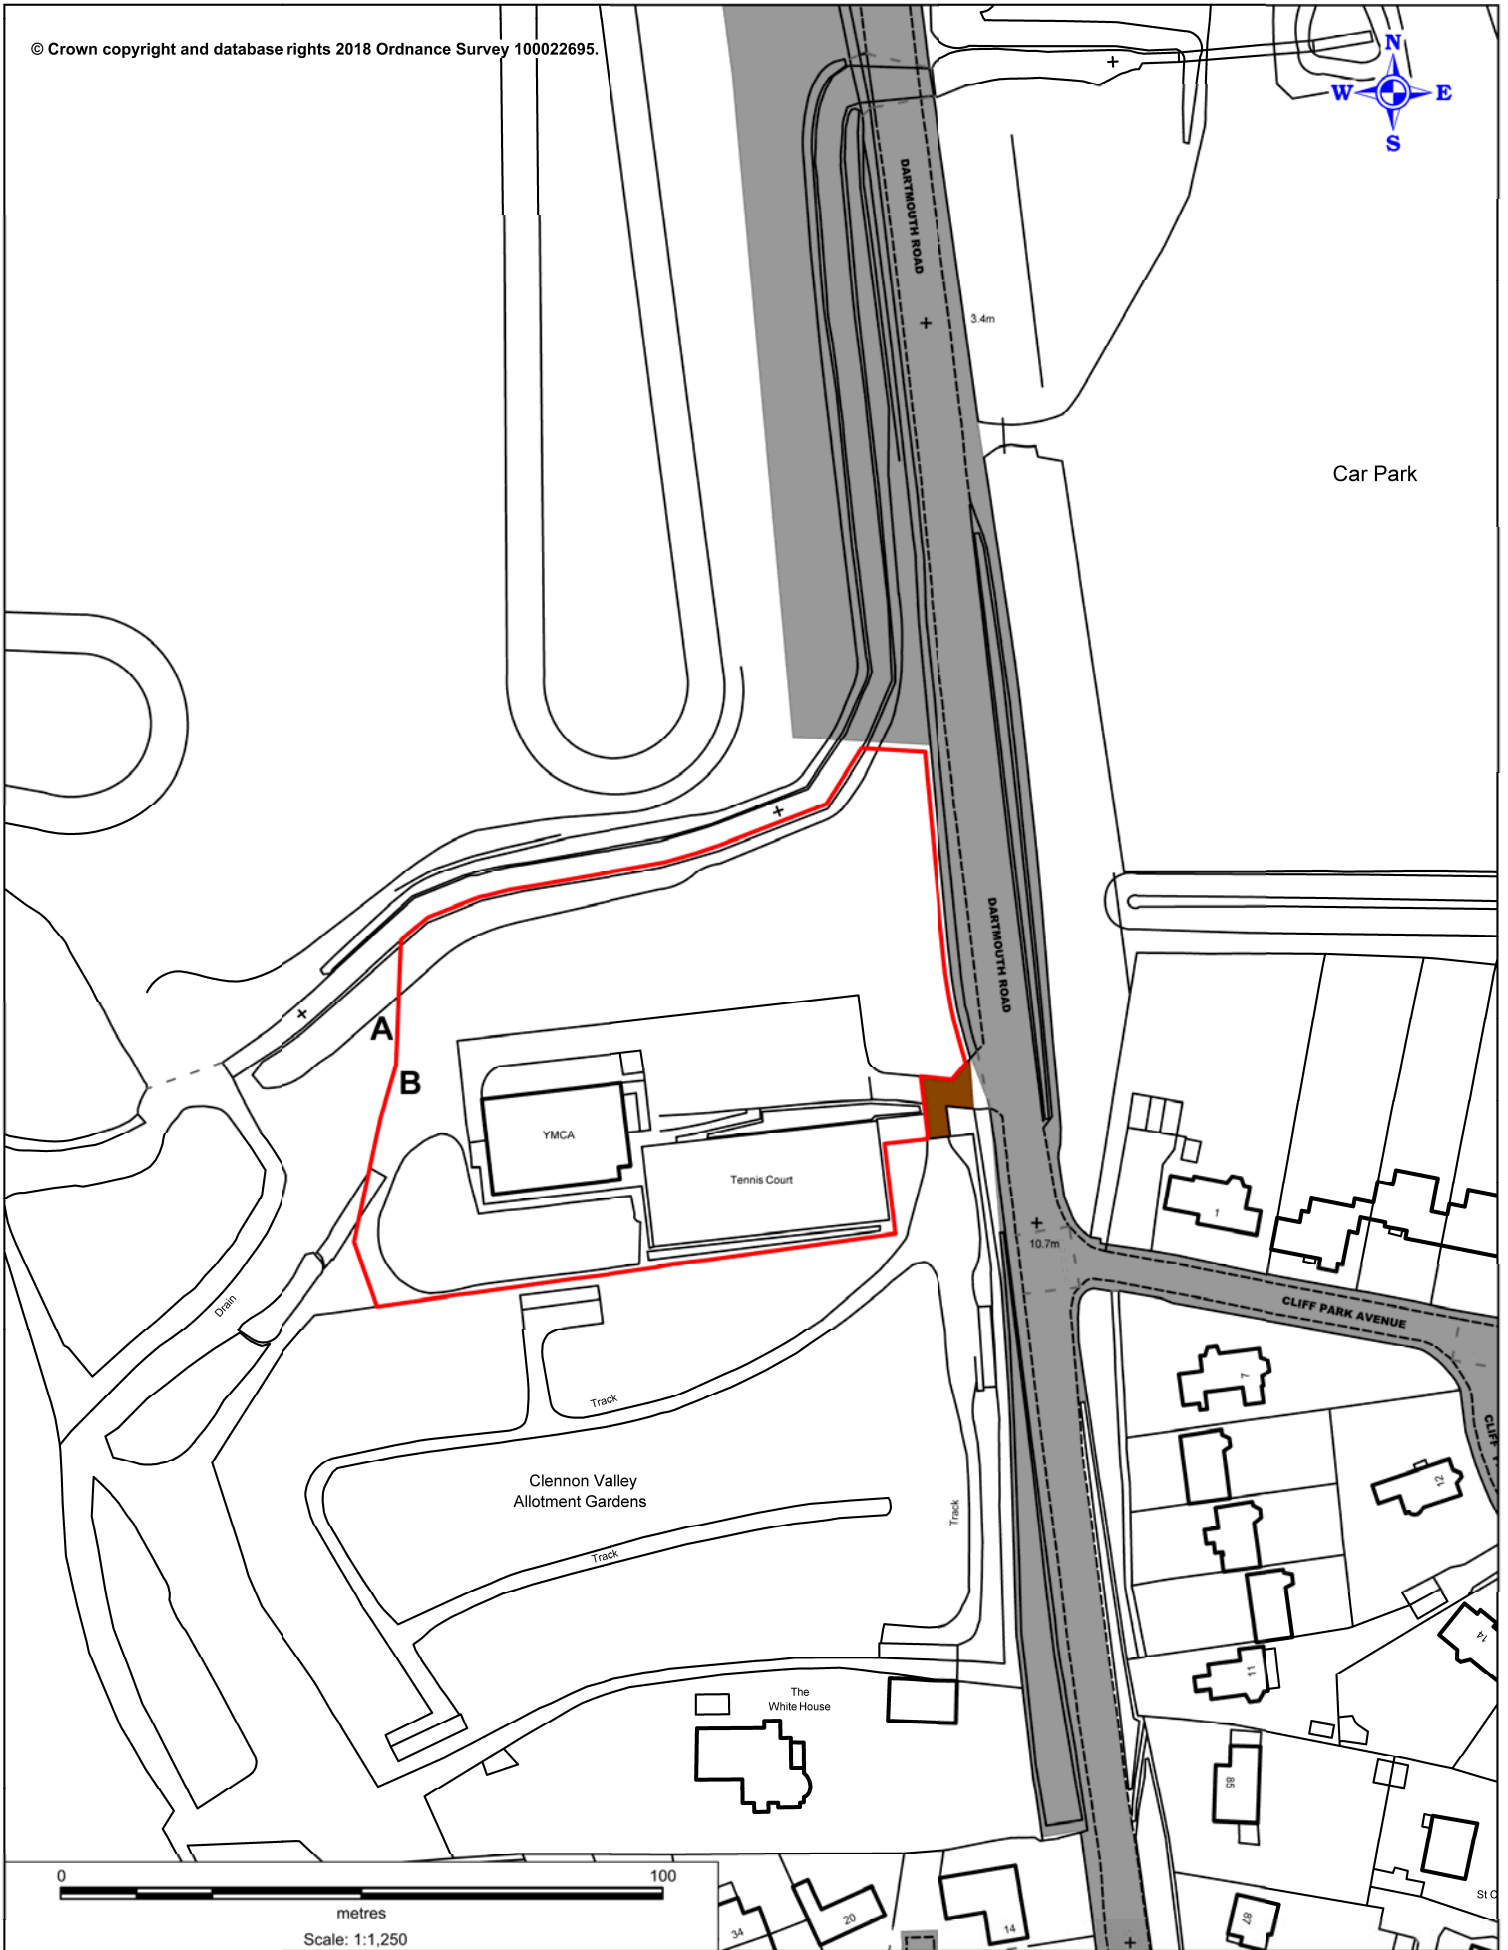 © Crown copyright and database rights 2018 Ordnance Survey 100022695.
N
W E
S
DARTMOUTH ROAD
3.4m
Car Park
DARTMOUTH ROAD
A
B
YMCA
Tennis Court
1
10.7m
CLIFF PARK AVENUE
Drain
7
Track
CLIFF
Clennon Valley
Allotment Gardens
12
Track
Track
14
11
The
White House
85
0 100
metres
Scale: 1:1,250
34
20
14
87
St C